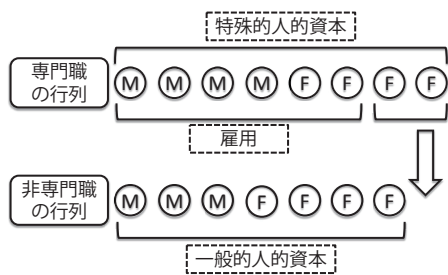 特殊的人的資本
専門職
の行列
M M M M F F F F
雇用
非専門職
の行列
M M M F F F F
一般的人的資本